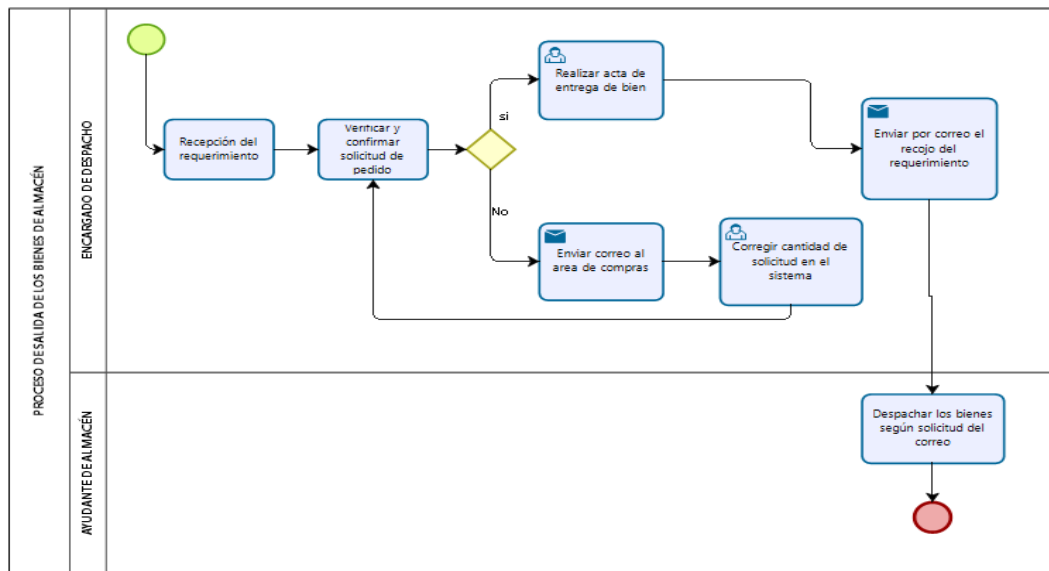 PROCESO DE SALIDA DE LOS BIENES DE ALMACÉN
ENCARGADO DE DESPACHO
Recepción del
requerimiento
Verificar y
confirmar
solicitud de
pedido
si
Realizar acta de
entrega de bien
Enviar por correo el
recojo del
requerimiento
No
Enviar correo al
area de compras
Corregir cantidad de
solicitud en el
sistema
AYUDANTE DE ALMACÉN
Despachar los bienes
según solicitud del
correo